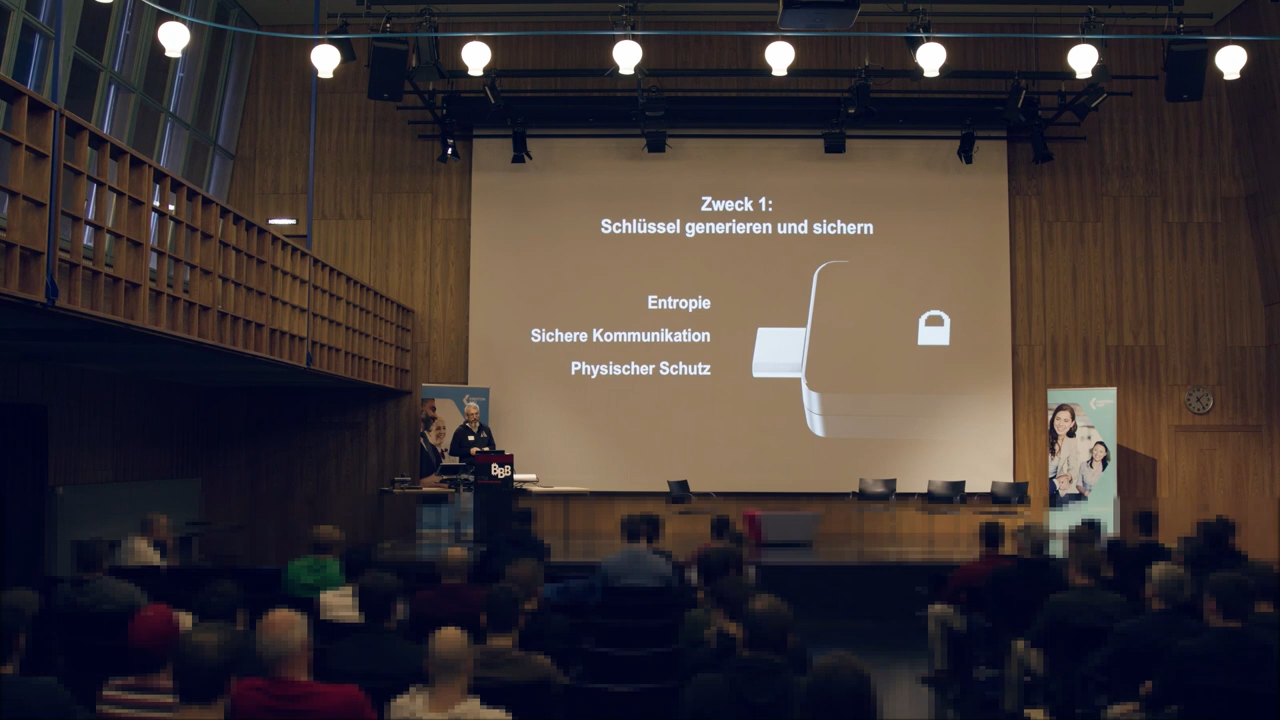 Zweck 1:
Schlüssel generieren und sichern
Entropie
Sichere Kommunikation
Physischer Schutz
BBB